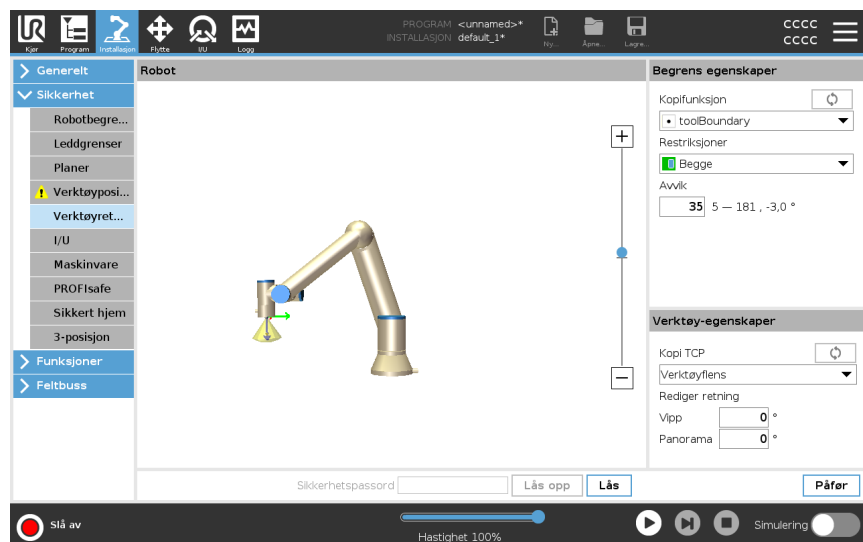 PROGRAM <unnamed>*
INSTALLASJON default_1*
Kjør
Program
Installasjon
Flytte
I/U
Logg
Ny...
Åpne...
Lagre...
CCCC
CCCC
Generelt
Sikkerhet
Robotbegre...
Leddgrenser
Planer
Verktøyposi...
Verktøyret...
I/U
Maskinvare
PROFIsafe
Sikkert hjem
3-posisjon
Funksjoner
Feltbuss
Robot
Begrens egenskaper
Kopifunksjon
toolBoundary
Restriksjoner
Begge
Avvik
35 5 — 181 , -3,0 °
Verktøy-egenskaper
Kopi TCP
Verktøyflens
Rediger retning
Vipp 0 °
Panorama 0 °
Sikkerhetspassord
Lås opp
Lås
Påfør
Slå av
Hastighet 100%
Simulering